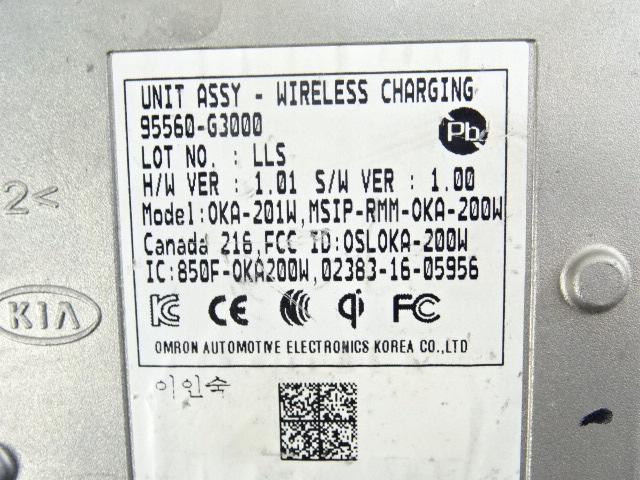 UNIT ASSY - WIRELESS CHARGING
95560-G3000
Pb
LOT NO. : LLS
H/W VER : 1.01 S/W VER : 1.00
2<
Model:OKA-201W,MSIP-RMM-OKA-200W
Canada 216,FCC ID:OSLOKA-200W
IC:850F-OKA200W,02383-16-05956
KIA
KC CE qi FC
OMRON AUTOMOTIVE ELECTRONICS KOREA CO.,LTD
이인숙